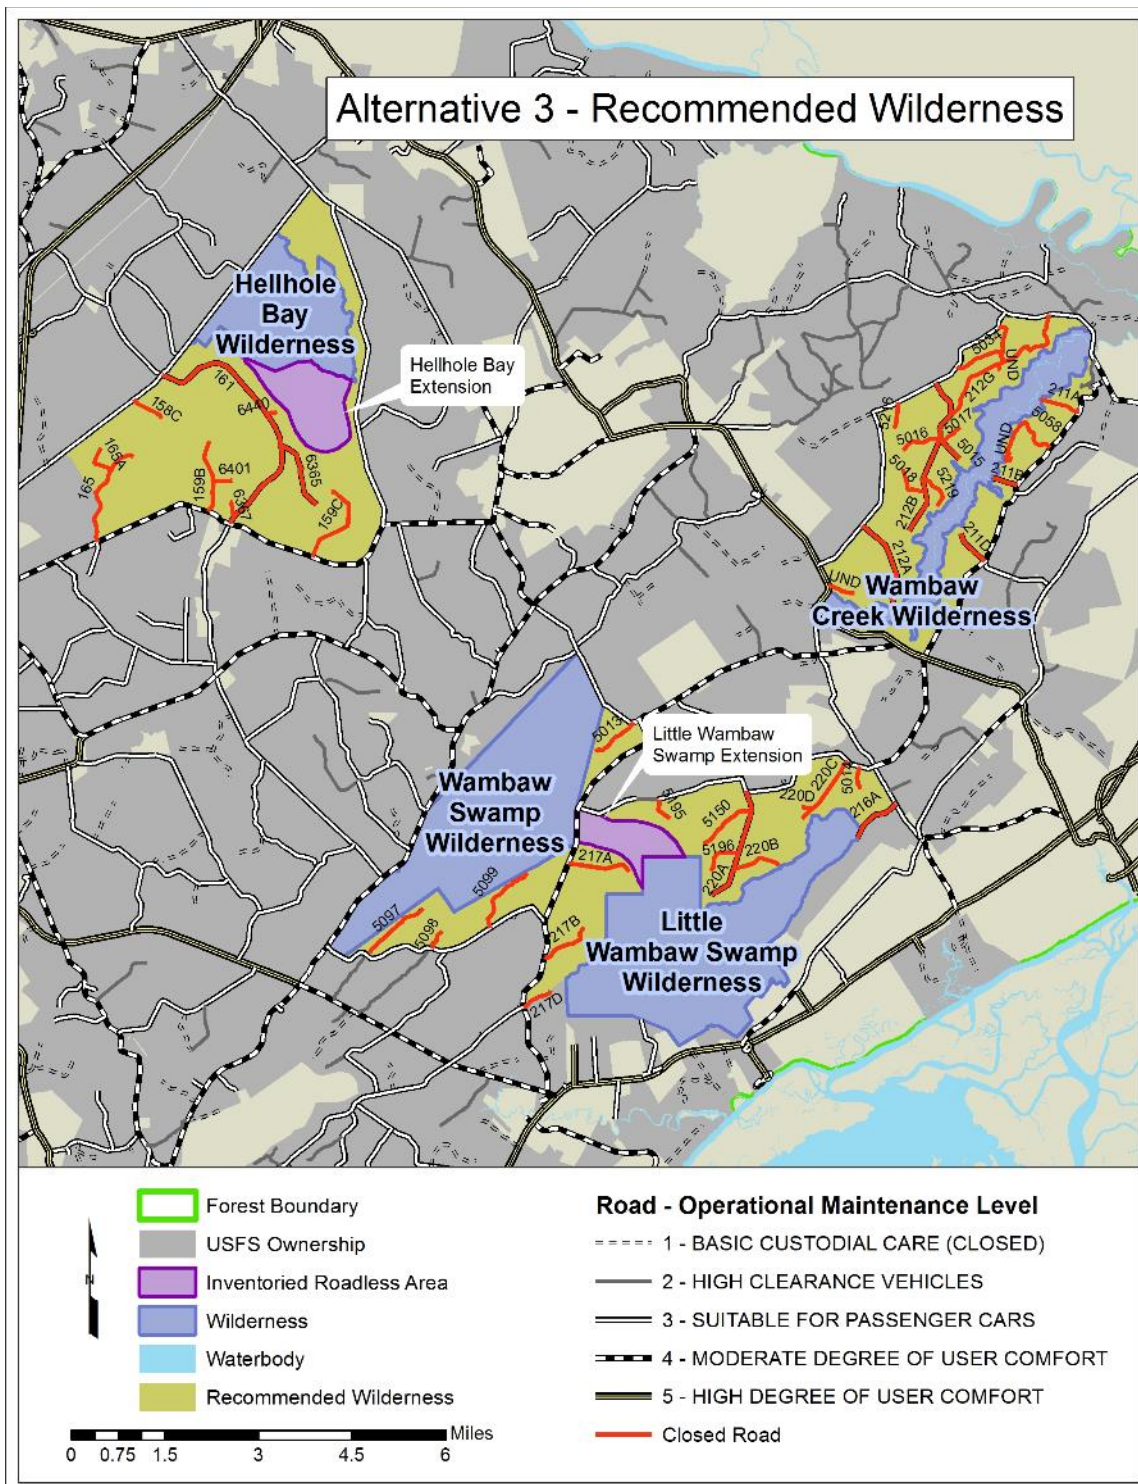 Alternative 3 - Recommended Wilderness
Hellhole
Bay
Wilderness
Hellhole Bay
Extension
161
158C
6440
165A
165
159B
6401
6365
159C
5034
UND
212G
211A
5216
5017
5058
UND
5016
5015
5018
5219
211B
212B
211D
212A
UND
Wambaw
Creek Wilderness
5013
Little Wambaw
Swamp Extension
Wambaw
Swamp
Wilderness
5195
5150
220D
220C
216A
5196
220B
217A
220A
5099
5097
5098
217B
217D
Little
Wambaw Swamp
Wilderness
Forest Boundary
USFS Ownership
Inventoried Roadless Area
Wilderness
Waterbody
Recommended Wilderness
N
Miles
0 0.75 1.5 3 4.5 6
Road - Operational Maintenance Level
1 - BASIC CUSTODIAL CARE (CLOSED)
2 - HIGH CLEARANCE VEHICLES
3 - SUITABLE FOR PASSENGER CARS
4 - MODERATE DEGREE OF USER COMFORT
5 - HIGH DEGREE OF USER COMFORT
Closed Road